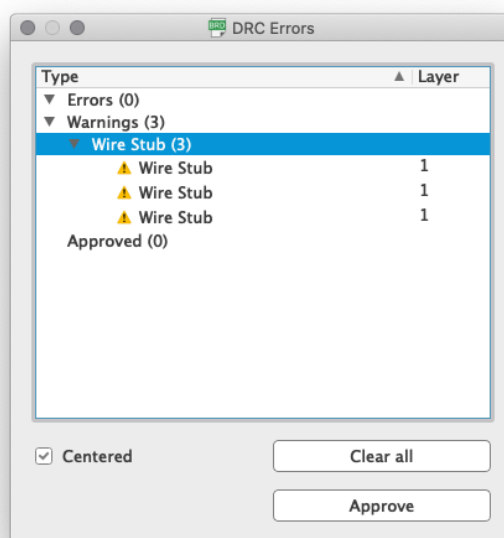 BRD DRC Errors
Type Layer
Errors (0)
Warnings (3)
Wire Stub (3)
Wire Stub 1
Wire Stub 1
Wire Stub 1
Approved (0)
Centered Clear all
Approve